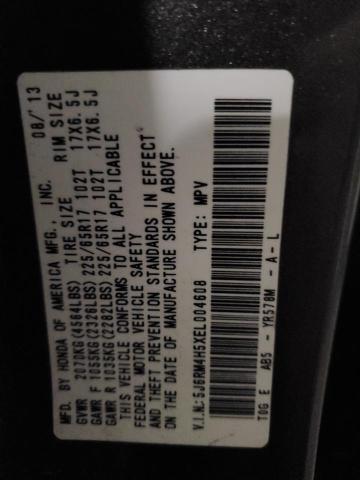 MFD. BY HONDA OF AMERICA MFG., INC. 08/'13
GVWR 2070KG(4564LBS) TIRE SIZE RIM SIZE
GAWR F 1055KG(2326LBS) 225/65R17 102T 17X6.5J
GAWR R 1035KG(2282LBS) 225/65R17 102T 17X6.5J
THIS VEHICLE CONFORMS TO ALL APPLICABLE
FEDERAL MOTOR VEHICLE SAFETY
AND THEFT PREVENTION STANDARDS IN EFFECT
ON THE DATE OF MANUFACTURE SHOWN ABOVE.
V.I.N.:5J6RM4H5XEL004608 TYPE: MPV
T0G E AB5 - YR578M - A - L